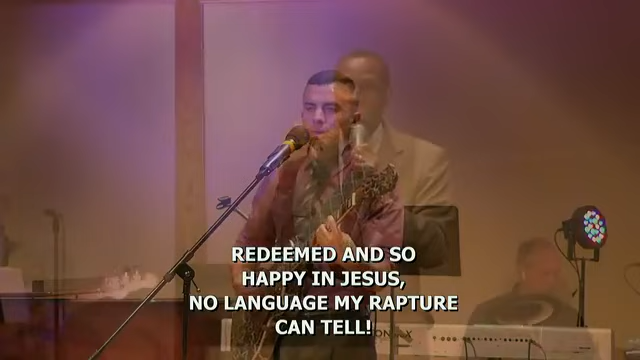 REDEEMED AND SO
HAPPY IN JESUS,
NO LANGUAGE MY RAPTURE
CAN TELL!